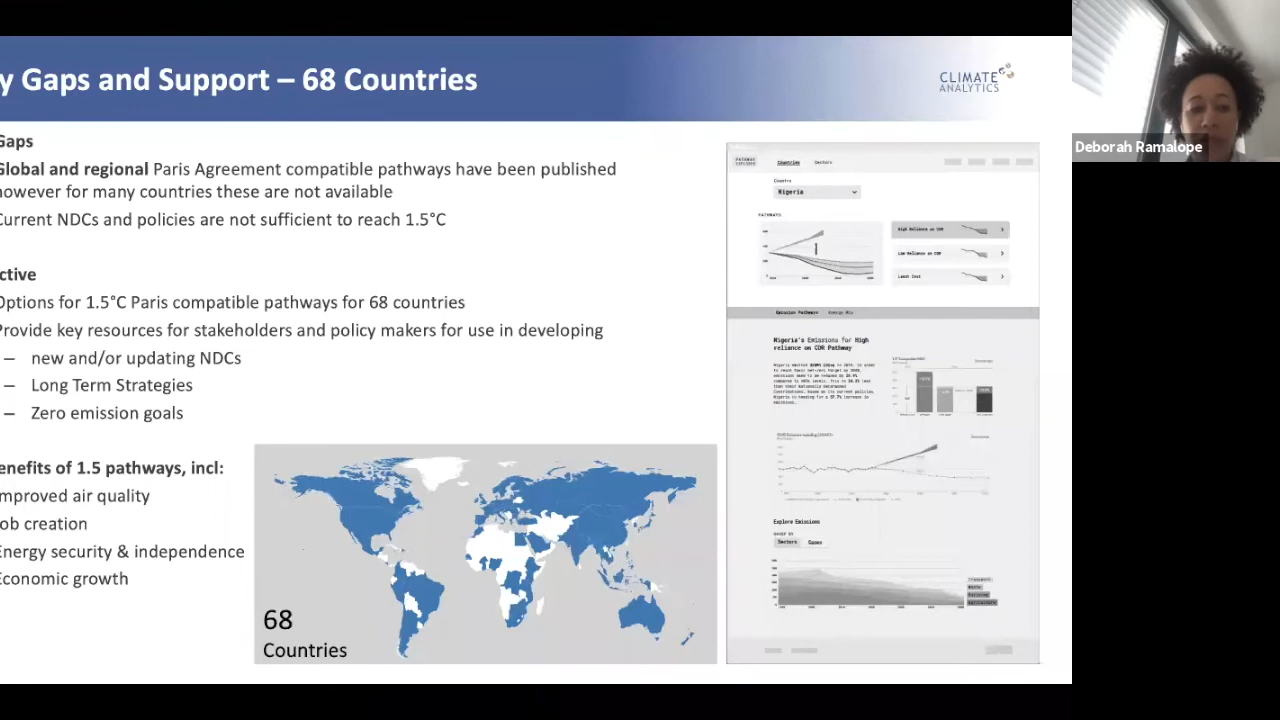 y Gaps and Support – 68 Countries
CLIMATE
ANALYTICS
Deborah Ramalope
Gaps
Global and regional Paris Agreement compatible pathways have been published
however for many countries these are not available
Current NDCs and policies are not sufficient to reach 1.5°C
ctive
Options for 1.5°C Paris compatible pathways for 68 countries
Provide key resources for stakeholders and policy makers for use in developing
– new and/or updating NDCs
– Long Term Strategies
– Zero emission goals
enefits of 1.5 pathways, incl:
mproved air quality
ob creation
Energy security & independence
Economic growth
68
Countries
Countries Sectors
Country
Nigeria
PATHWAYS
High Reliance on CDR
Low Reliance on CDR
Least Cost
Emission Pathways Energy Mix
Nigeria's Emissions for High
reliance on CDR Pathway
Explore Emissions
Sectors Gases